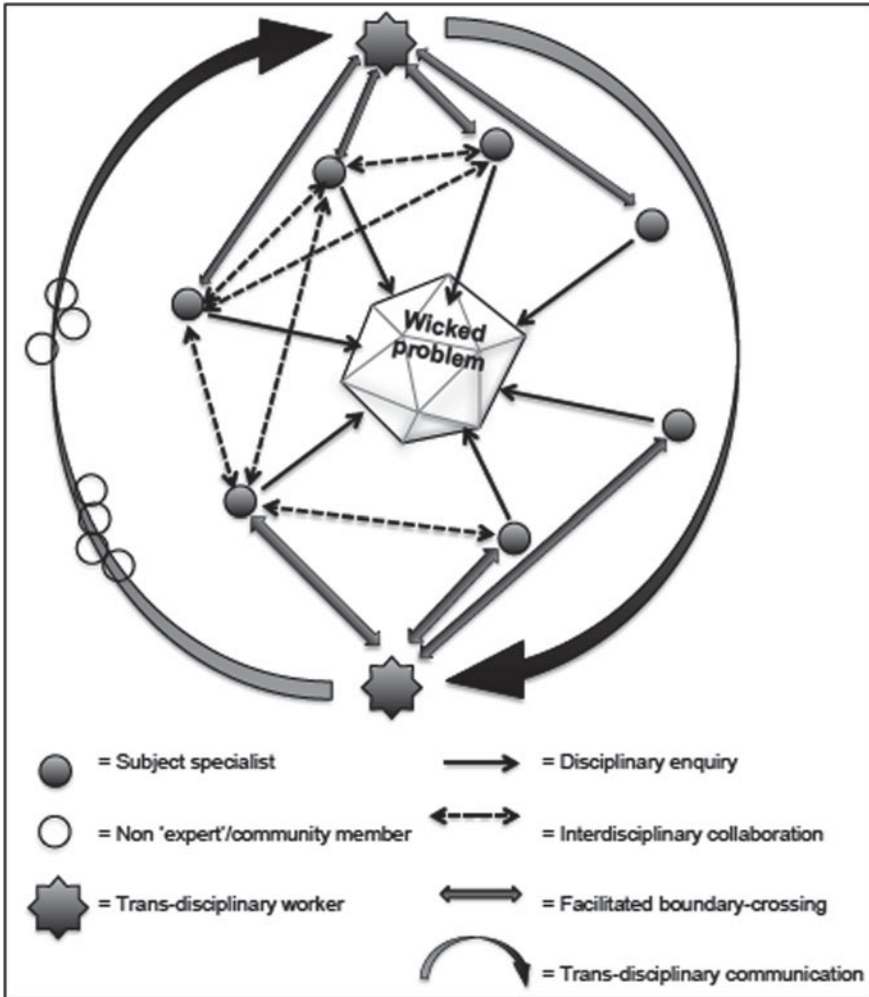 Wicked
problem
= Subject specialist
= Disciplinary enquiry
= Non 'expert'/community member
= Interdisciplinary collaboration
= Trans-disciplinary worker
= Facilitated boundary-crossing
= Trans-disciplinary communication